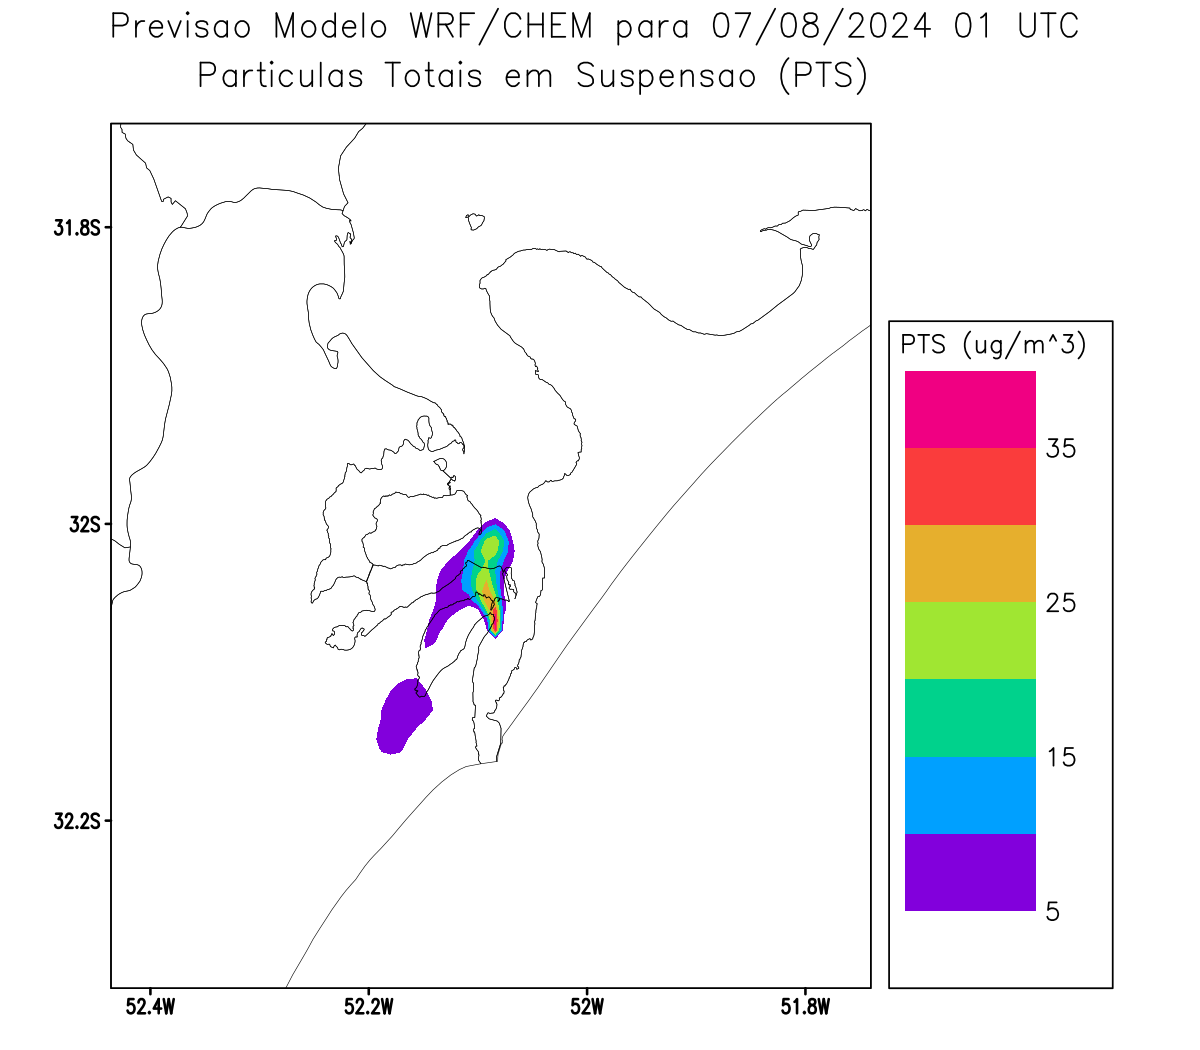 Previsao Modelo WRF/CHEM para 07/08/2024 01 UTC
Particulas Totais em Suspensao (PTS)
31.8S
32S
32.2S
52.4W
52.2W
52W
51.8W
PTS (ug/m^3)
35
25
15
5